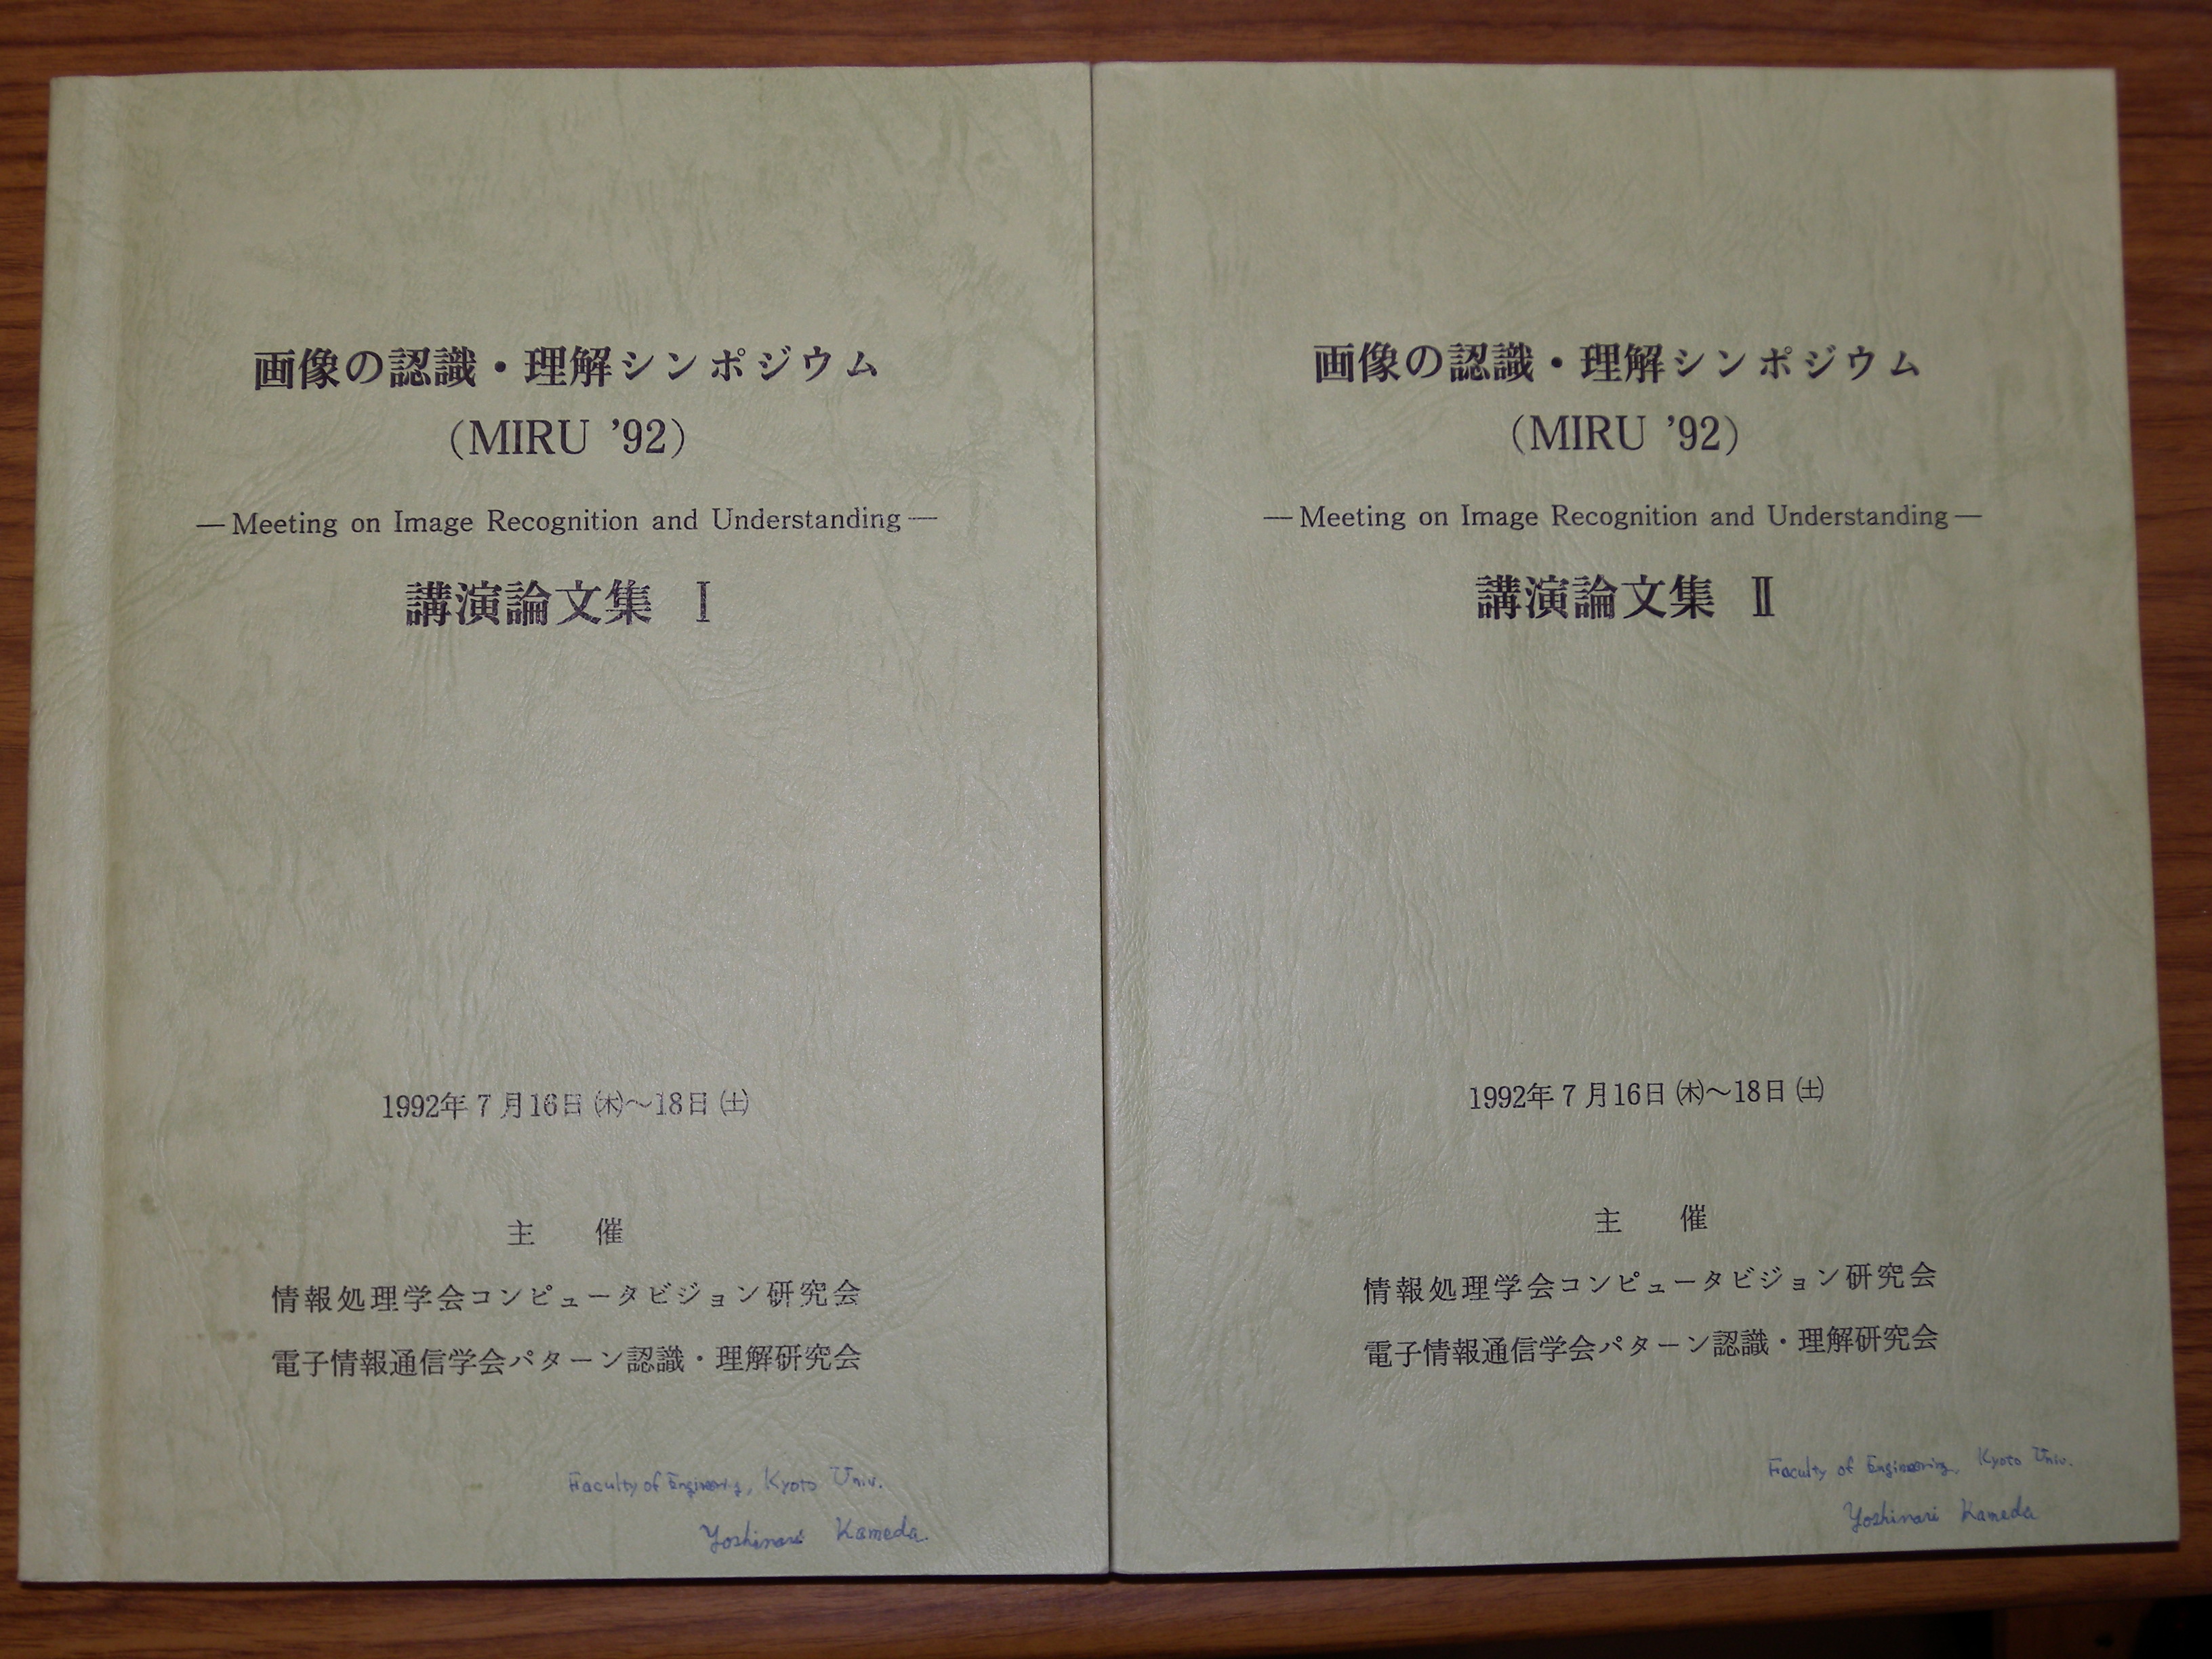 画像の認識・理解シンポジウム
(MIRU '92)
—Meeting on Image Recognition and Understanding—
講演論文集 I
1992年7月16日(木)～18日(土)
主 催
情報処理学会コンピュータビジョン研究会
電子情報通信学会パターン認識・理解研究会
Faculty of Engineering, Kyoto Univ.
Yoshinari Kameda.
画像の認識・理解シンポジウム
(MIRU '92)
—Meeting on Image Recognition and Understanding—
講演論文集 II
1992年7月16日(木)～18日(土)
主 催
情報処理学会コンピュータビジョン研究会
電子情報通信学会パターン認識・理解研究会
Faculty of Engineering, Kyoto Univ.
Yoshinari Kameda